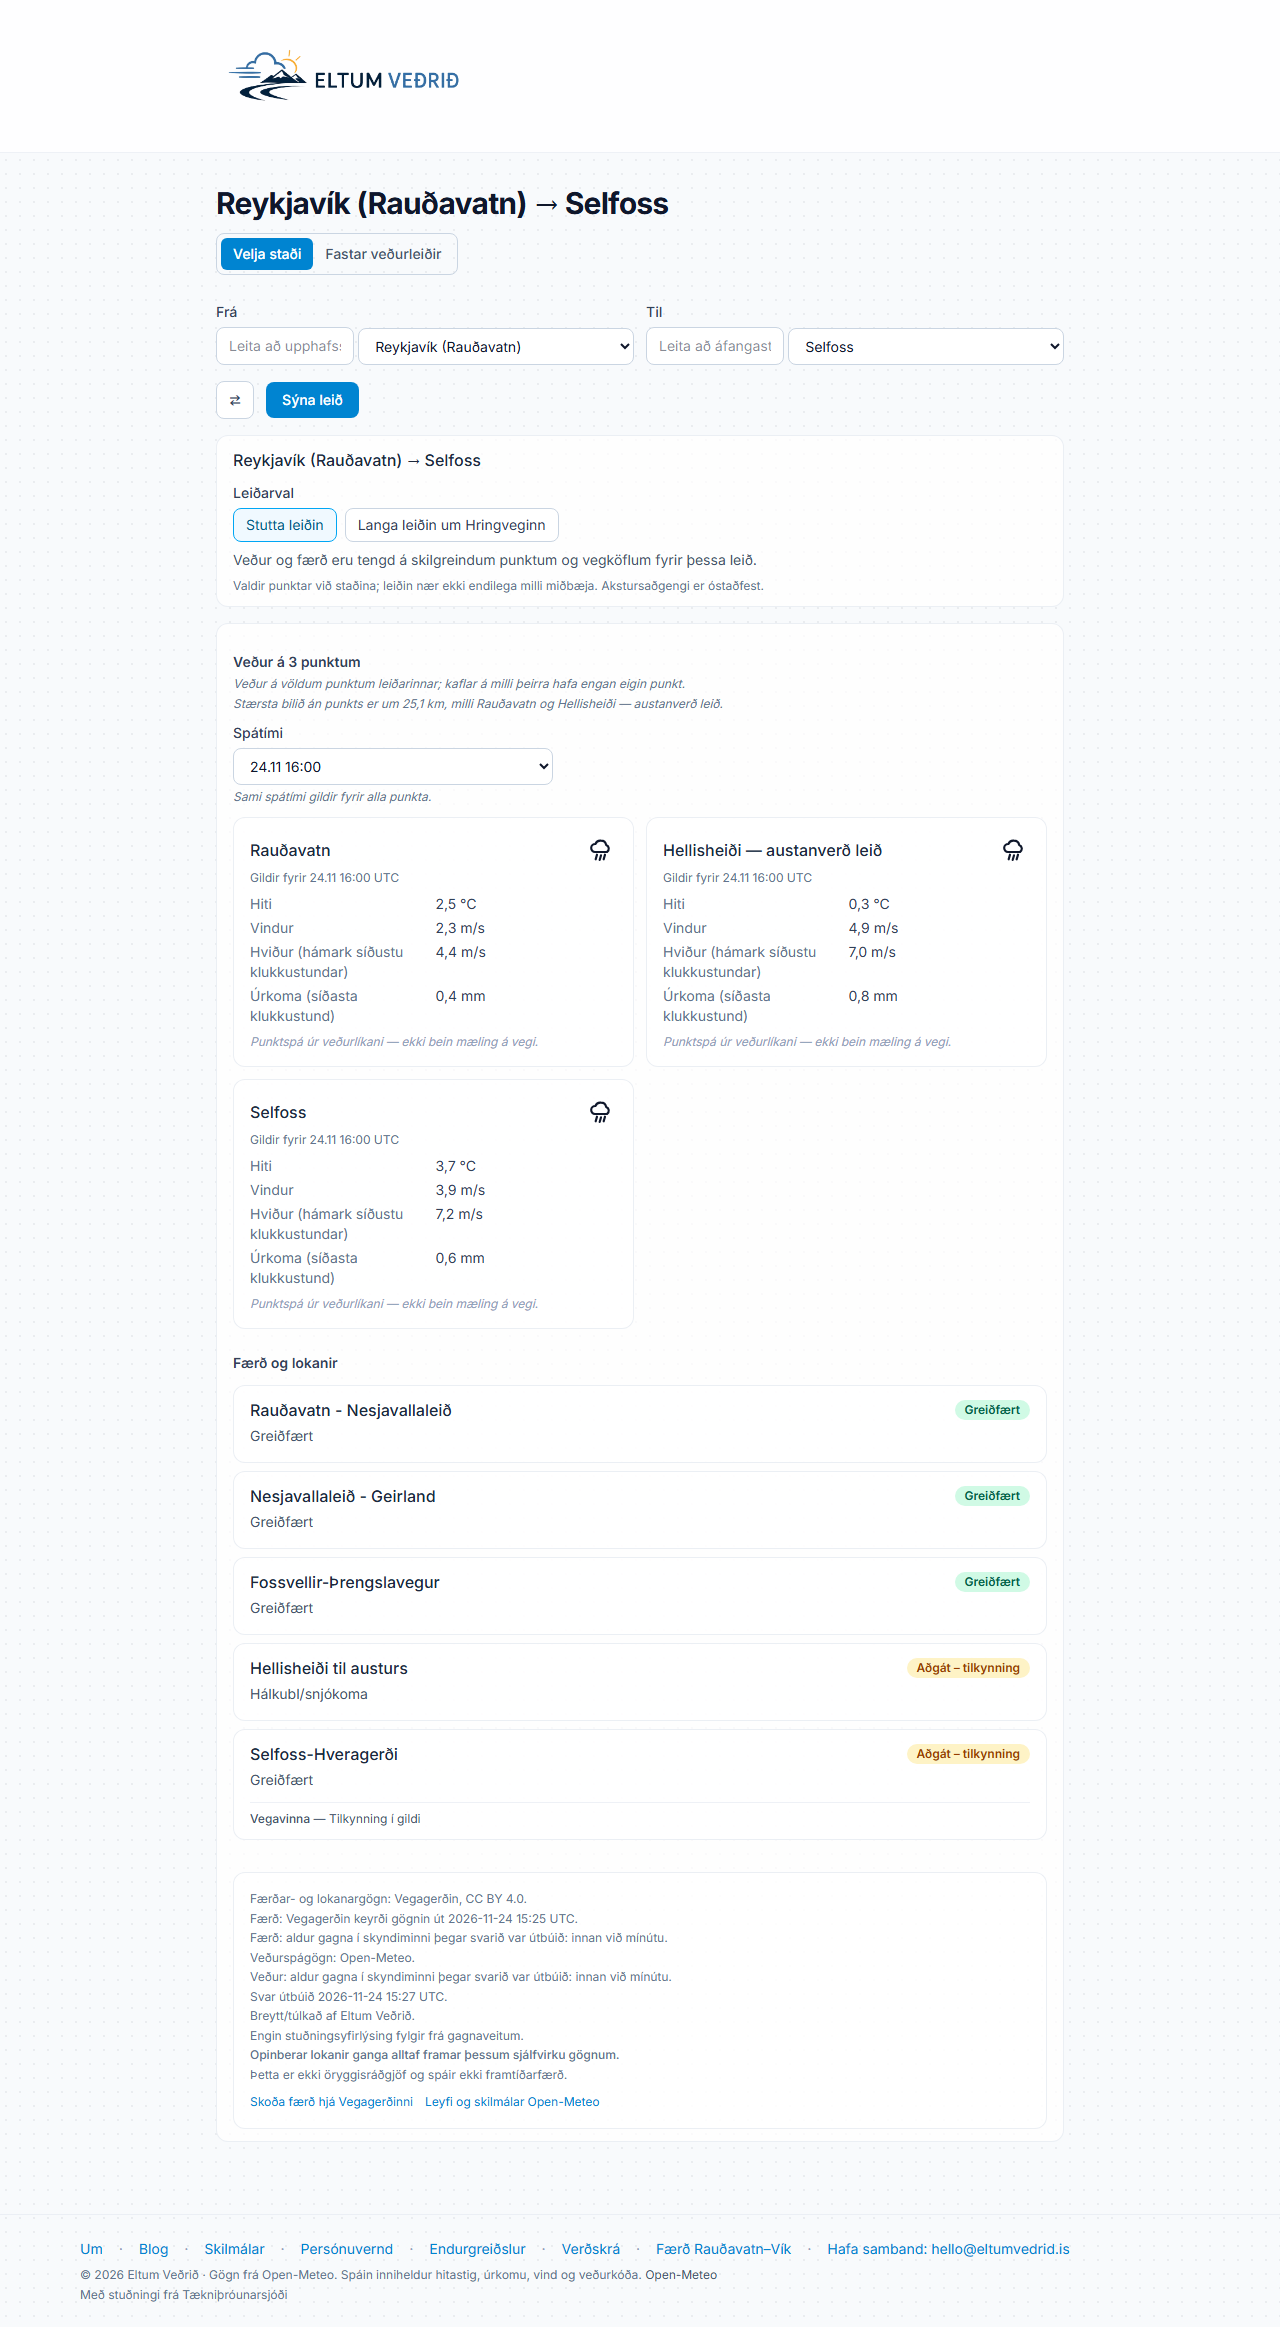 ELTUM VEÐRIÐ
Reykjavík (Rauðavatn) → Selfoss
Velja staði
Fastar veðurleiðir
Frá
Til
Leita að upphafss
Reykjavík (Rauðavatn)
Leita að áfangast
Selfoss
⇄
Sýna leið
Reykjavík (Rauðavatn) → Selfoss
Leiðarval
Stutta leiðin
Langa leiðin um Hringveginn
Veður og færð eru tengd á skilgreindum punktum og vegköflum fyrir þessa leið.
Valdir punktar við staðina; leiðin nær ekki endilega milli miðbæja. Akstursaðgengi er óstaðfest.
Veður á 3 punktum
Veður á völdum punktum leiðarinnar; kaflar á milli þeirra hafa engan eigin punkt.
Stærsta bilið án punkts er um 25,1 km, milli Rauðavatn og Hellisheiði — austanverð leið.
Spátími
24.11 16:00
Sami spátími gildir fyrir alla punkta.
Rauðavatn
Gildir fyrir 24.11 16:00 UTC
Hiti 2,5 °C
Vindur 2,3 m/s
Hviður (hámark síðustu klukkustundar) 4,4 m/s
Úrkoma (síðasta klukkustund) 0,4 mm
Punktspá úr veðurlíkani — ekki bein mæling á vegi.
Hellisheiði — austanverð leið
Gildir fyrir 24.11 16:00 UTC
Hiti 0,3 °C
Vindur 4,9 m/s
Hviður (hámark síðustu klukkustundar) 7,0 m/s
Úrkoma (síðasta klukkustund) 0,8 mm
Punktspá úr veðurlíkani — ekki bein mæling á vegi.
Selfoss
Gildir fyrir 24.11 16:00 UTC
Hiti 3,7 °C
Vindur 3,9 m/s
Hviður (hámark síðustu klukkustundar) 7,2 m/s
Úrkoma (síðasta klukkustund) 0,6 mm
Punktspá úr veðurlíkani — ekki bein mæling á vegi.
Færð og lokanir
Rauðavatn - Nesjavallaleið
Greiðfært
Greiðfært
Nesjavallaleið - Geirland
Greiðfært
Greiðfært
Fossvellir-Þrengslavegur
Greiðfært
Greiðfært
Hellisheiði til austurs
Aðgát – tilkynning
Hálkubl/snjókoma
Selfoss-Hveragerði
Aðgát – tilkynning
Greiðfært
Vegavinna — Tilkynning í gildi
Færðar- og lokanargögn: Vegagerðin, CC BY 4.0.
Færð: Vegagerðin keyrði gögnin út 2026-11-24 15:25 UTC.
Færð: aldur gagna í skyndiminni þegar svarið var útbúið: innan við mínútu.
Veðurspágögn: Open-Meteo.
Veður: aldur gagna í skyndiminni þegar svarið var útbúið: innan við mínútu.
Svar útbúið 2026-11-24 15:27 UTC.
Breytt/túlkað af Eltum Veðrið.
Engin stuðningsyfirlýsing fylgir frá gagnaveitum.
Opinberar lokanir ganga alltaf framar þessum sjálfvirku gögnum.
Þetta er ekki öryggisráðgjöf og spáir ekki framtíðarfærð.
Skoða færð hjá Vegagerðinni Leyfi og skilmálar Open-Meteo
Um · Blog · Skilmálar · Persónuvernd · Endurgreiðslur · Verðskrá · Færð Rauðavatn–Vík · Hafa samband: hello@eltumvedrid.is
© 2026 Eltum Veðrið · Gögn frá Open-Meteo. Spáin inniheldur hitastig, úrkomu, vind og veðurkóða. Open-Meteo
Með stuðningi frá Tækniþróunarsjóði